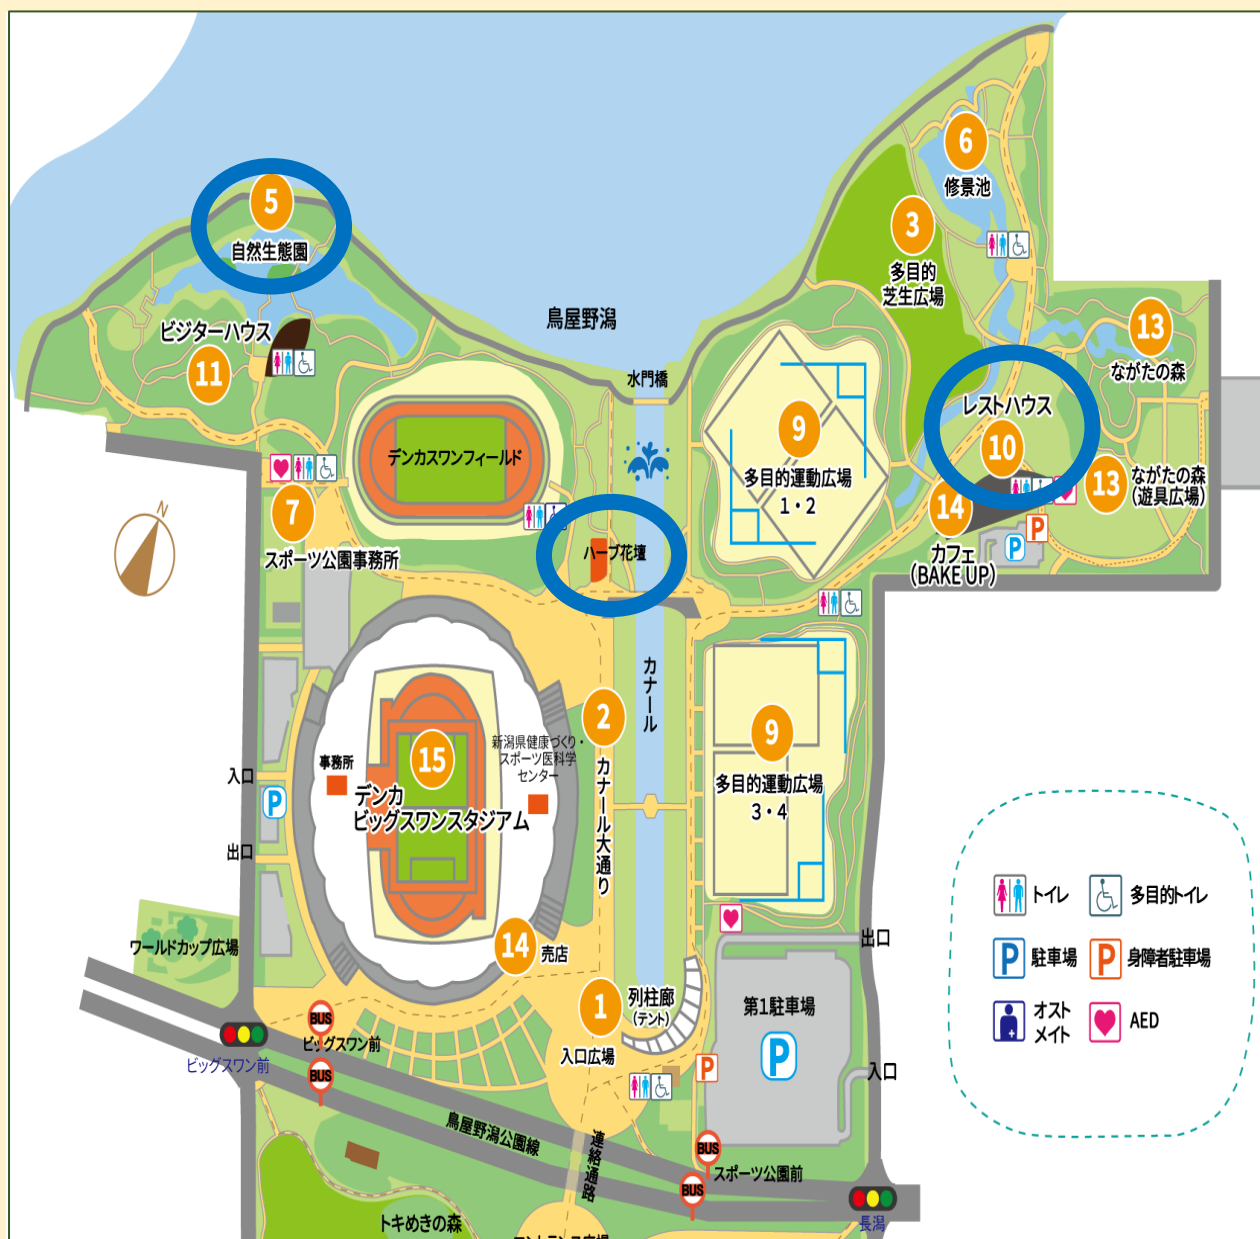 6
修景池
5
自然生態園
3
多目的
芝生広場
鳥屋野潟
ビジターハウス
11
13
ながたの森
水門橋
レストハウス
10
9
多目的運動広場
1・2
デンカスワンフィールド
13
ながたの森
(遊具広場)
14
カフェ
(BAKE UP)
P
P
7
スポーツ公園事務所
N
ハーブ花壇
カナール
2
カナール大通り
新潟県健康づくり・
スポーツ医科学
センター
事務所
15
デンカ
ビッグスワンスタジアム
9
多目的運動広場
3・4
入口
P
出口
ワールドカップ広場
14
売店
1
入口広場
列柱廊
(テント)
第1駐車場
P
出口
入口
P
BUS
ビッグスワン前
BUS
ビッグスワン前
鳥屋野潟公園線
連絡通路
BUS
スポーツ公園前
BUS
長潟
トキめきの森
トイレ
多目的トイレ
P
駐車場
P
身障者駐車場
オスト
メイト
AED